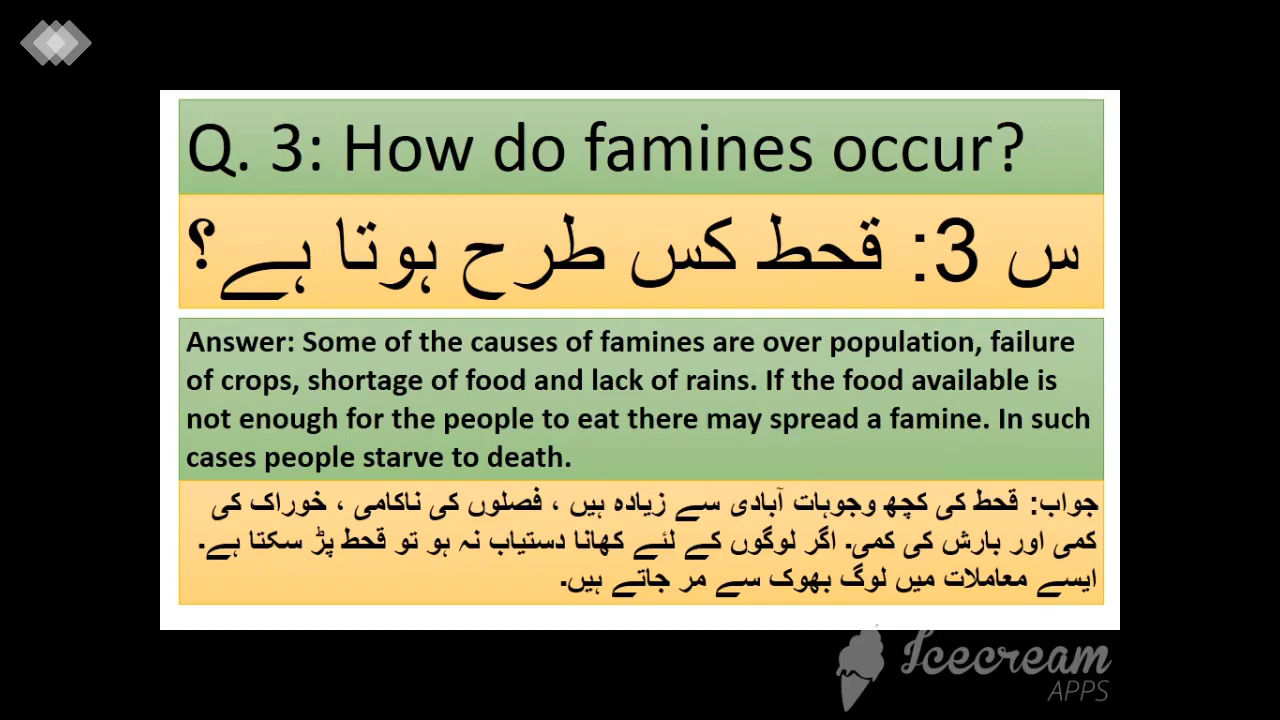 Q. 3: How do famines occur?
س 3: قحط کس طرح ہوتا ہے؟
Answer: Some of the causes of famines are over population, failure
of crops, shortage of food and lack of rains. If the food available is
not enough for the people to eat there may spread a famine. In such
cases people starve to death.
جواب: قحط کی کچھ وجوہات آبادی سے زیادہ ہیں ، فصلوں کی ناکامی ، خوراک کی
کمی اور بارش کی کمی۔ اگر لوگوں کے لئے کھانا دستیاب نہ ہو تو قحط پڑ سکتا ہے۔
ایسے معاملات میں لوگ بھوک سے مر جاتے ہیں۔
Icecream
APPS